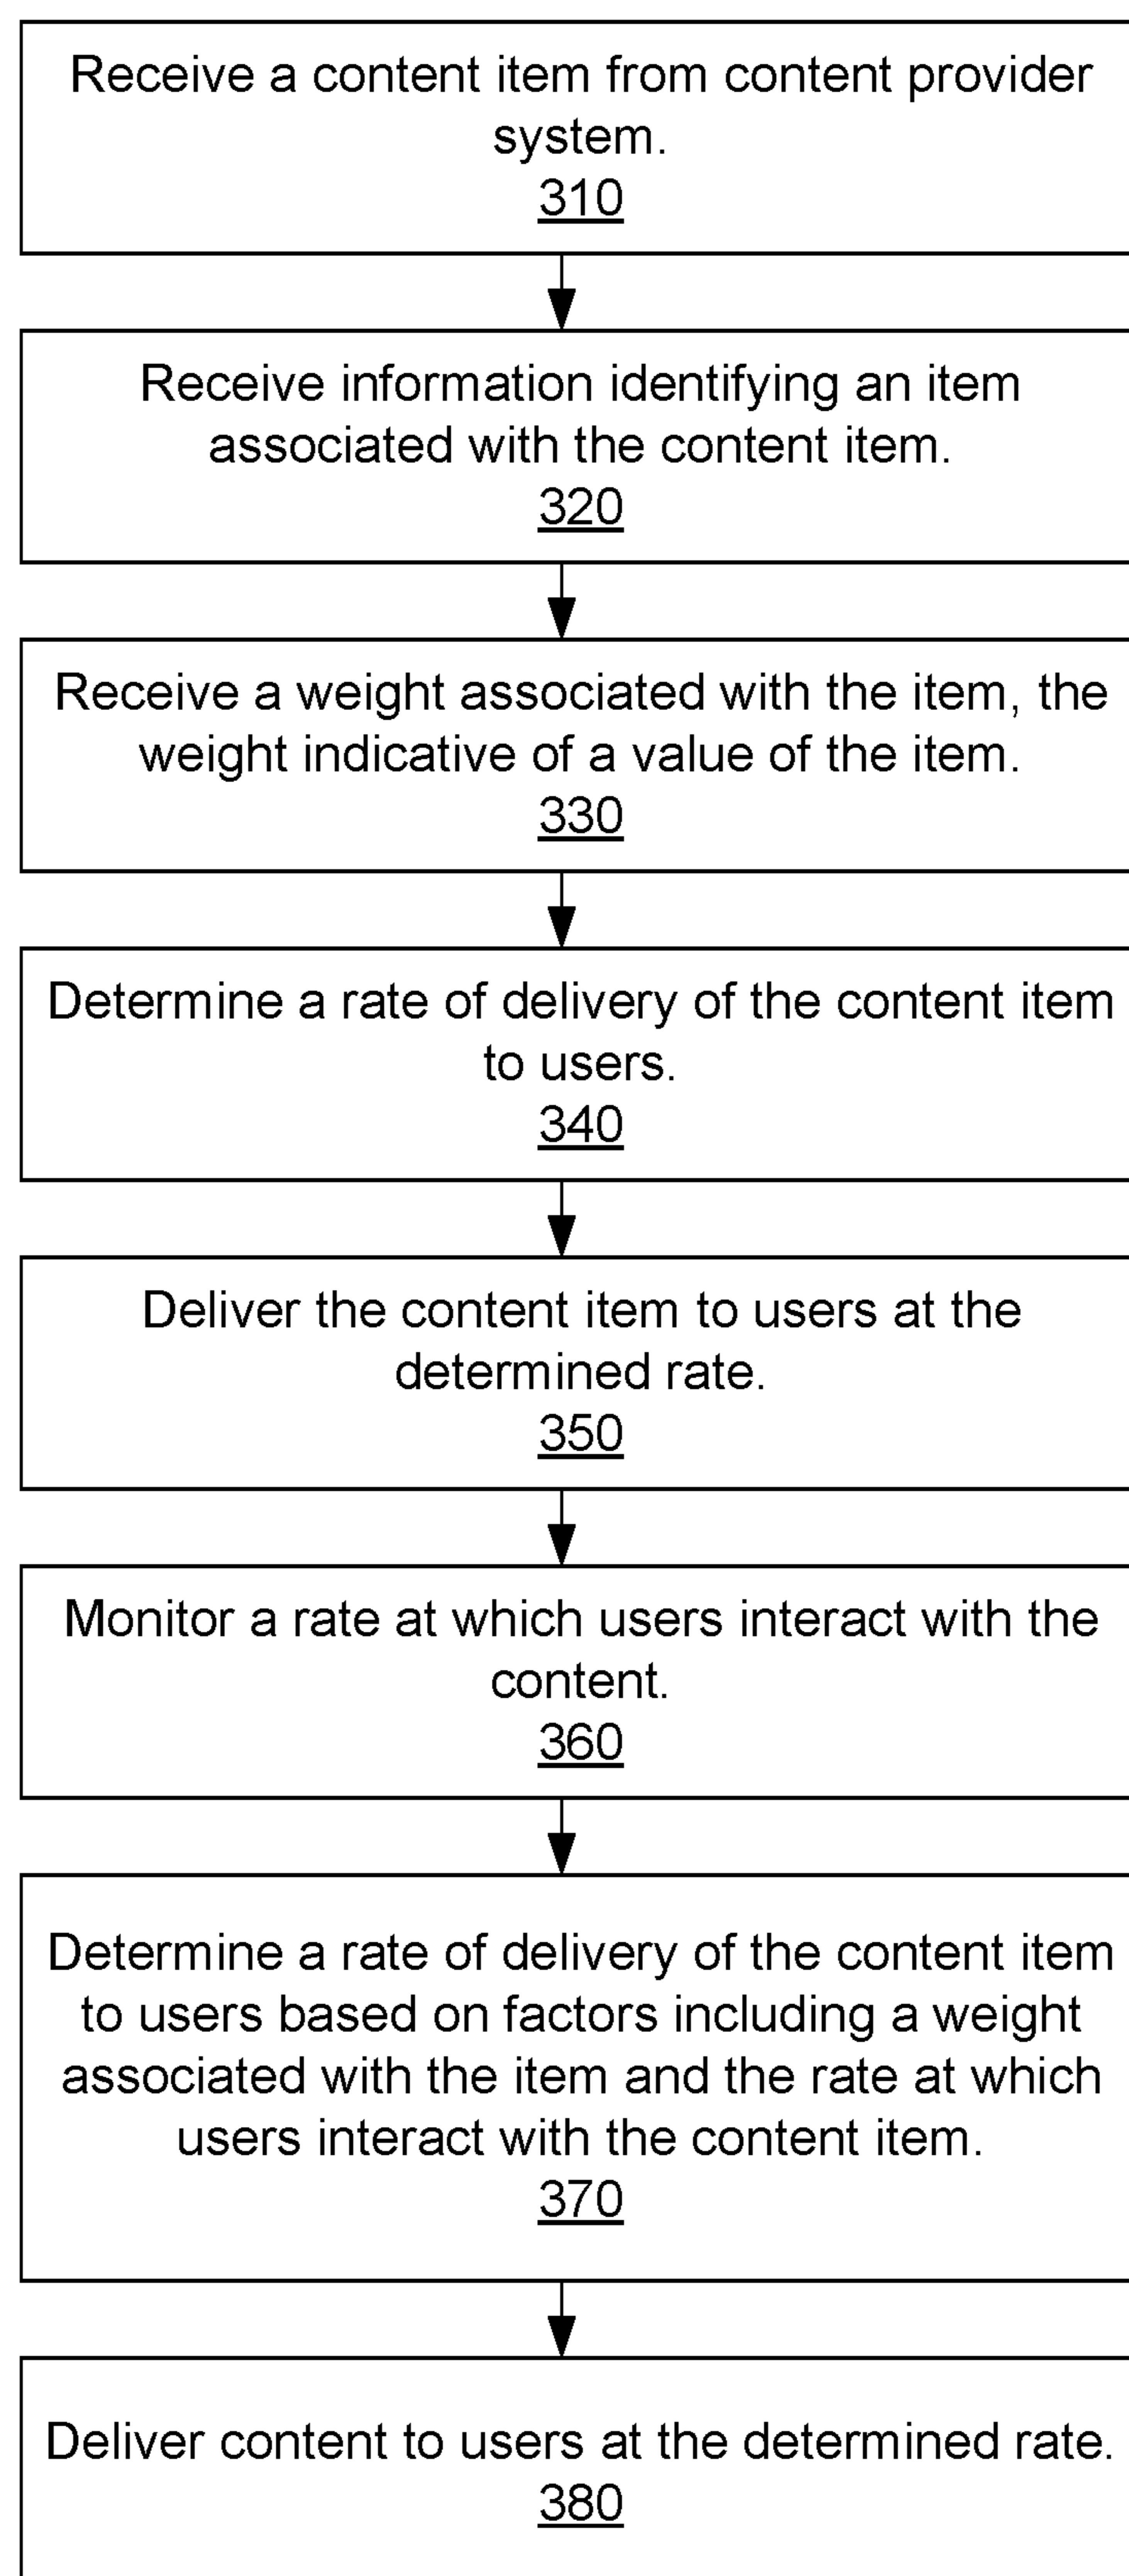 Receive a content item from content provider
system.
310
Receive information identifying an item
associated with the content item.
320
Receive a weight associated with the item, the
weight indicative of a value of the item.
330
Determine a rate of delivery of the content item
to users.
340
Deliver the content item to users at the
determined rate.
350
Monitor a rate at which users interact with the
content.
360
Determine a rate of delivery of the content item
to users based on factors including a weight
associated with the item and the rate at which
users interact with the content item.
370
Deliver content to users at the determined rate.
380